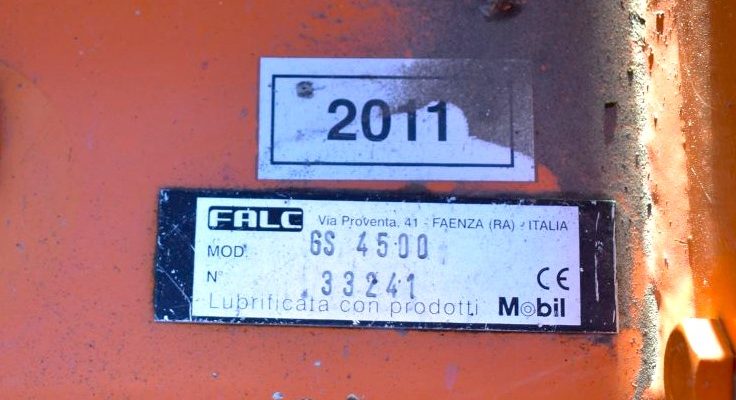 2011
FALC Via Proventa, 41 - FAENZA (RA) - ITALIA
MOD. GS 4500
N° 33241 CE
Lubrificata con prodotti Mobil